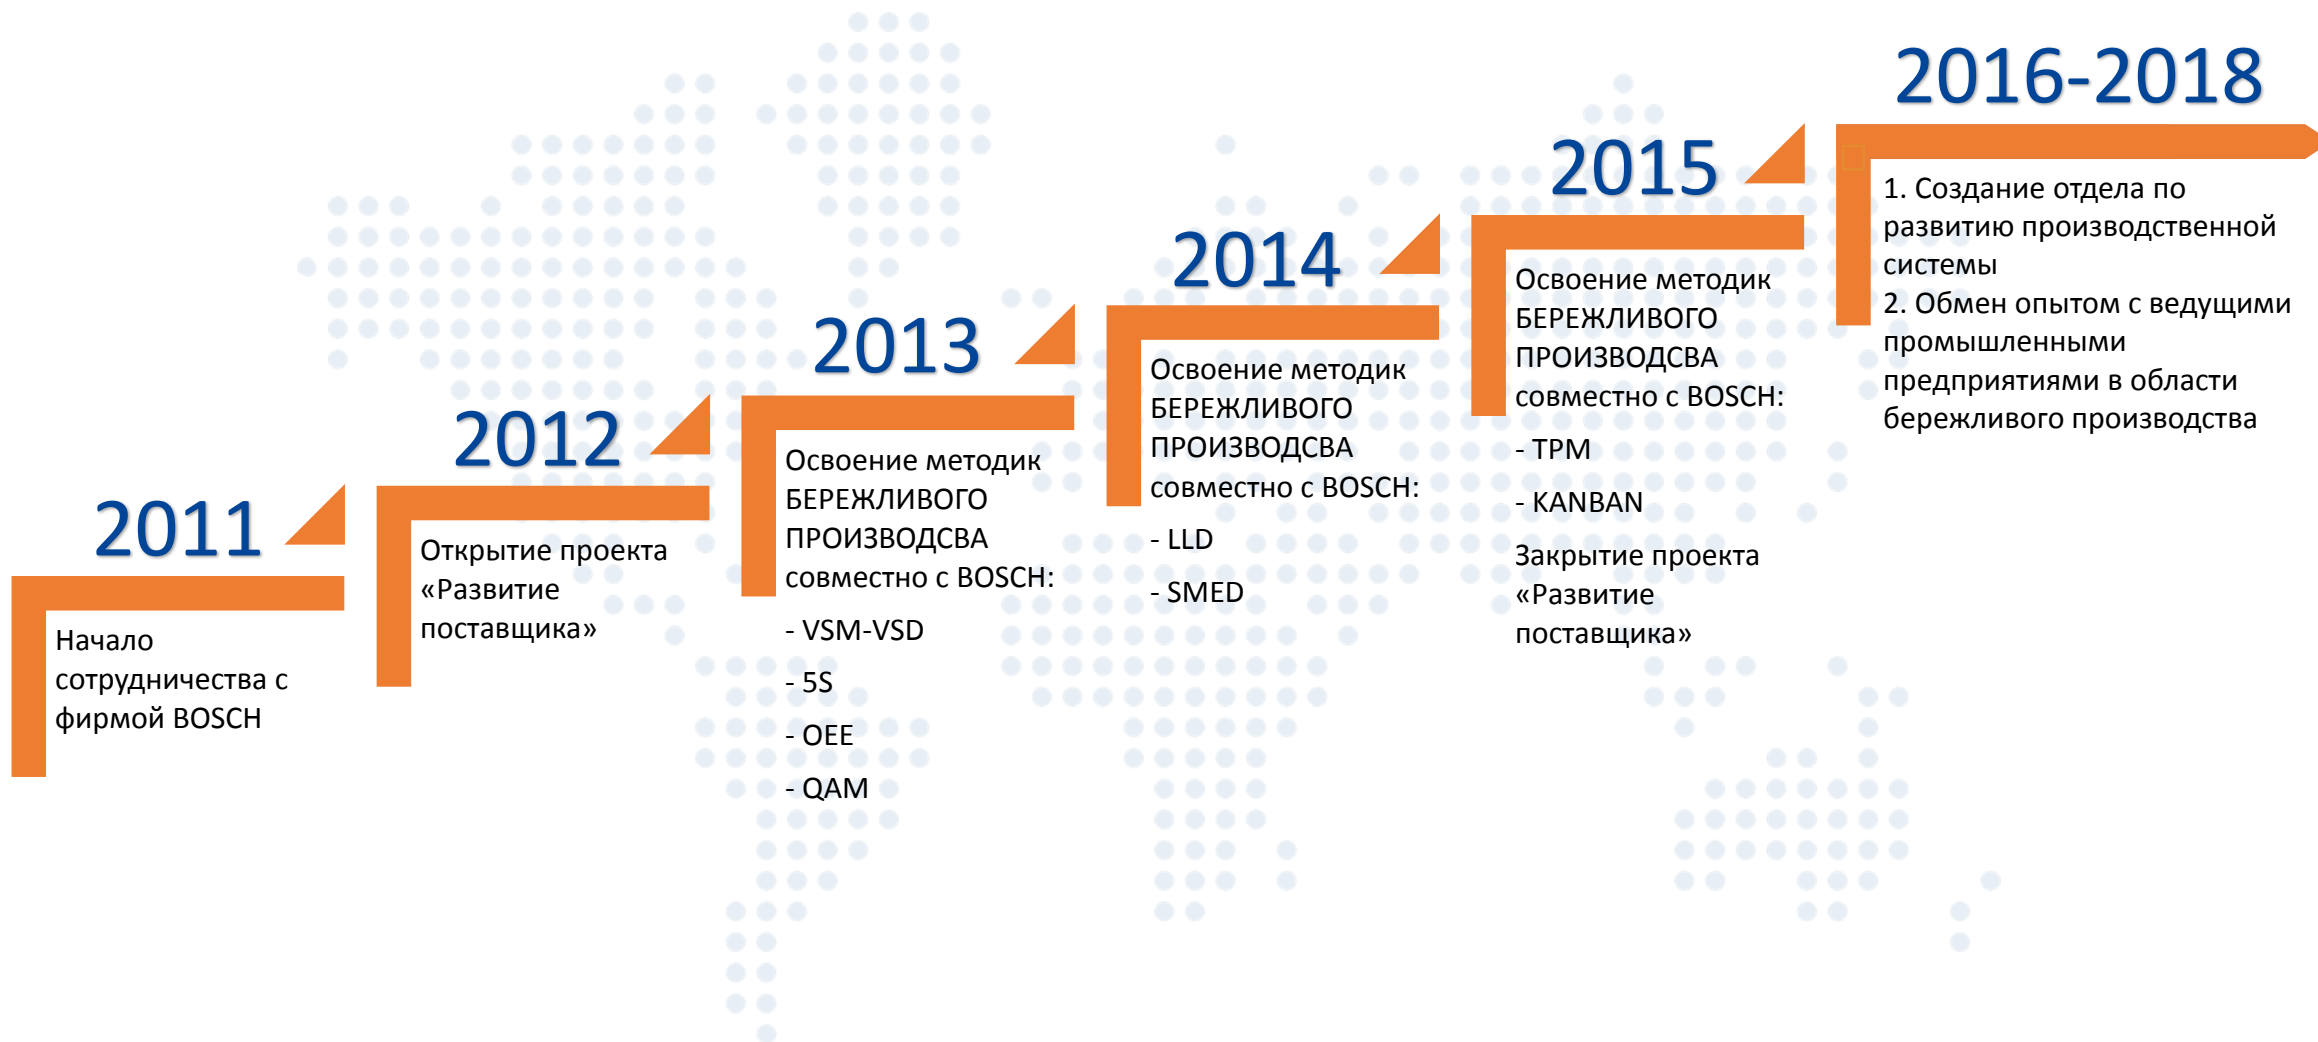 2011
Начало
сотрудничества с
фирмой BOSCH
2012
Открытие проекта
«Развитие
поставщика»
2013
Освоение методик
БЕРЕЖЛИВОГО
ПРОИЗВОДСВА
совместно с BOSCH:
- VSM-VSD
- 5S
- OEE
- QAM
2014
Освоение методик
БЕРЕЖЛИВОГО
ПРОИЗВОДСВА
совместно с BOSCH:
- LLD
- SMED
2015
Освоение методик
БЕРЕЖЛИВОГО
ПРОИЗВОДСВА
совместно с BOSCH:
- TPM
- KANBAN
Закрытие проекта
«Развитие
поставщика»
2016-2018
1. Создание отдела по
развитию производственной
системы
2. Обмен опытом с ведущими
промышленными
предприятиями в области
бережливого производства